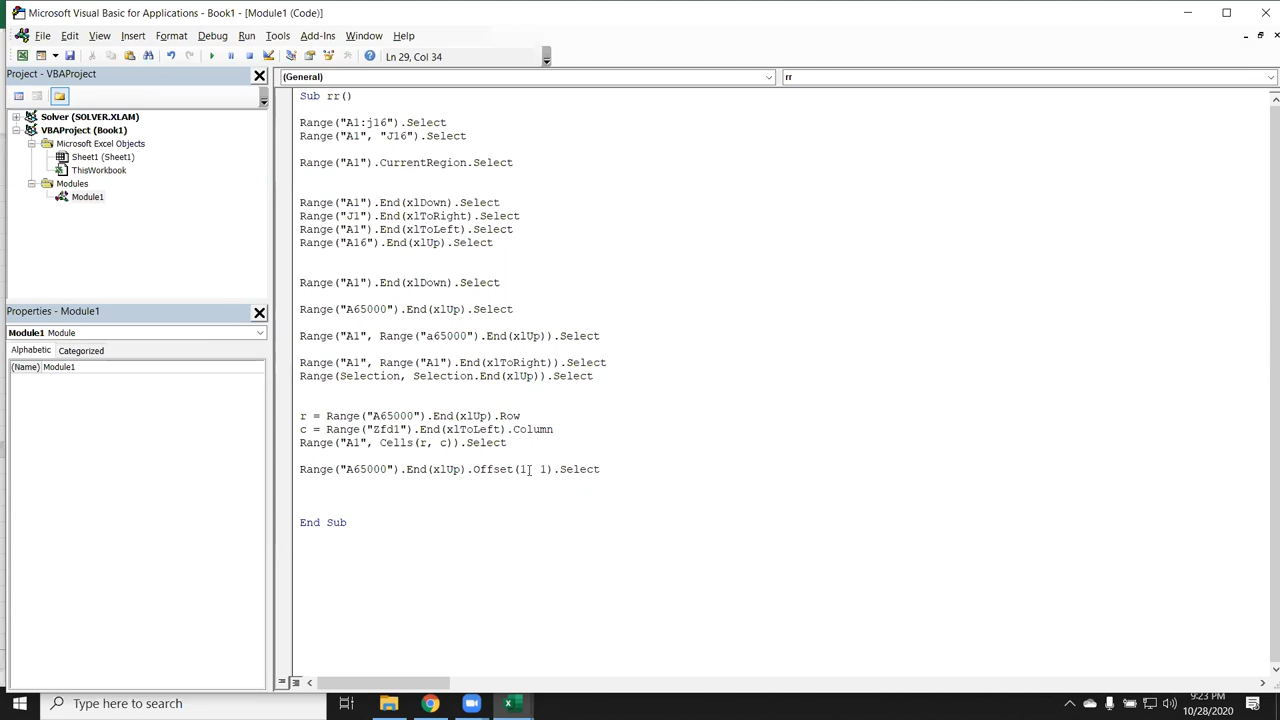 Microsoft Visual Basic for Applications - Book1 - [Module1 (Code)]
File Edit View Insert Format Debug Run Tools Add-Ins Window Help
Ln 29, Col 34
Project - VBAProject
(General)
rr
Solver (SOLVER.XLAM)
VBAProject (Book1)
Microsoft Excel Objects
Sheet1 (Sheet1)
ThisWorkbook
Modules
Module1
Properties - Module1
Module1 Module
Alphabetic Categorized
(Name) Module1
Sub rr()
Range("A1:j16").Select
Range("A1", "J16").Select
Range("A1").CurrentRegion.Select
Range("A1").End(xlDown).Select
Range("J1").End(xlToRight).Select
Range("A1").End(xlToLeft).Select
Range("A16").End(xlUp).Select
Range("A1").End(xlDown).Select
Range("A65000").End(xlUp).Select
Range("A1", Range("a65000").End(xlUp)).Select
Range("A1", Range("A1").End(xlToRight)).Select
Range(Selection, Selection.End(xlUp)).Select
r = Range("A65000").End(xlUp).Row
c = Range("Zfd1").End(xlToLeft).Column
Range("A1", Cells(r, c)).Select
Range("A65000").End(xlUp).Offset(1, 1).Select
End Sub
Type here to search
9:23 PM
10/28/2020